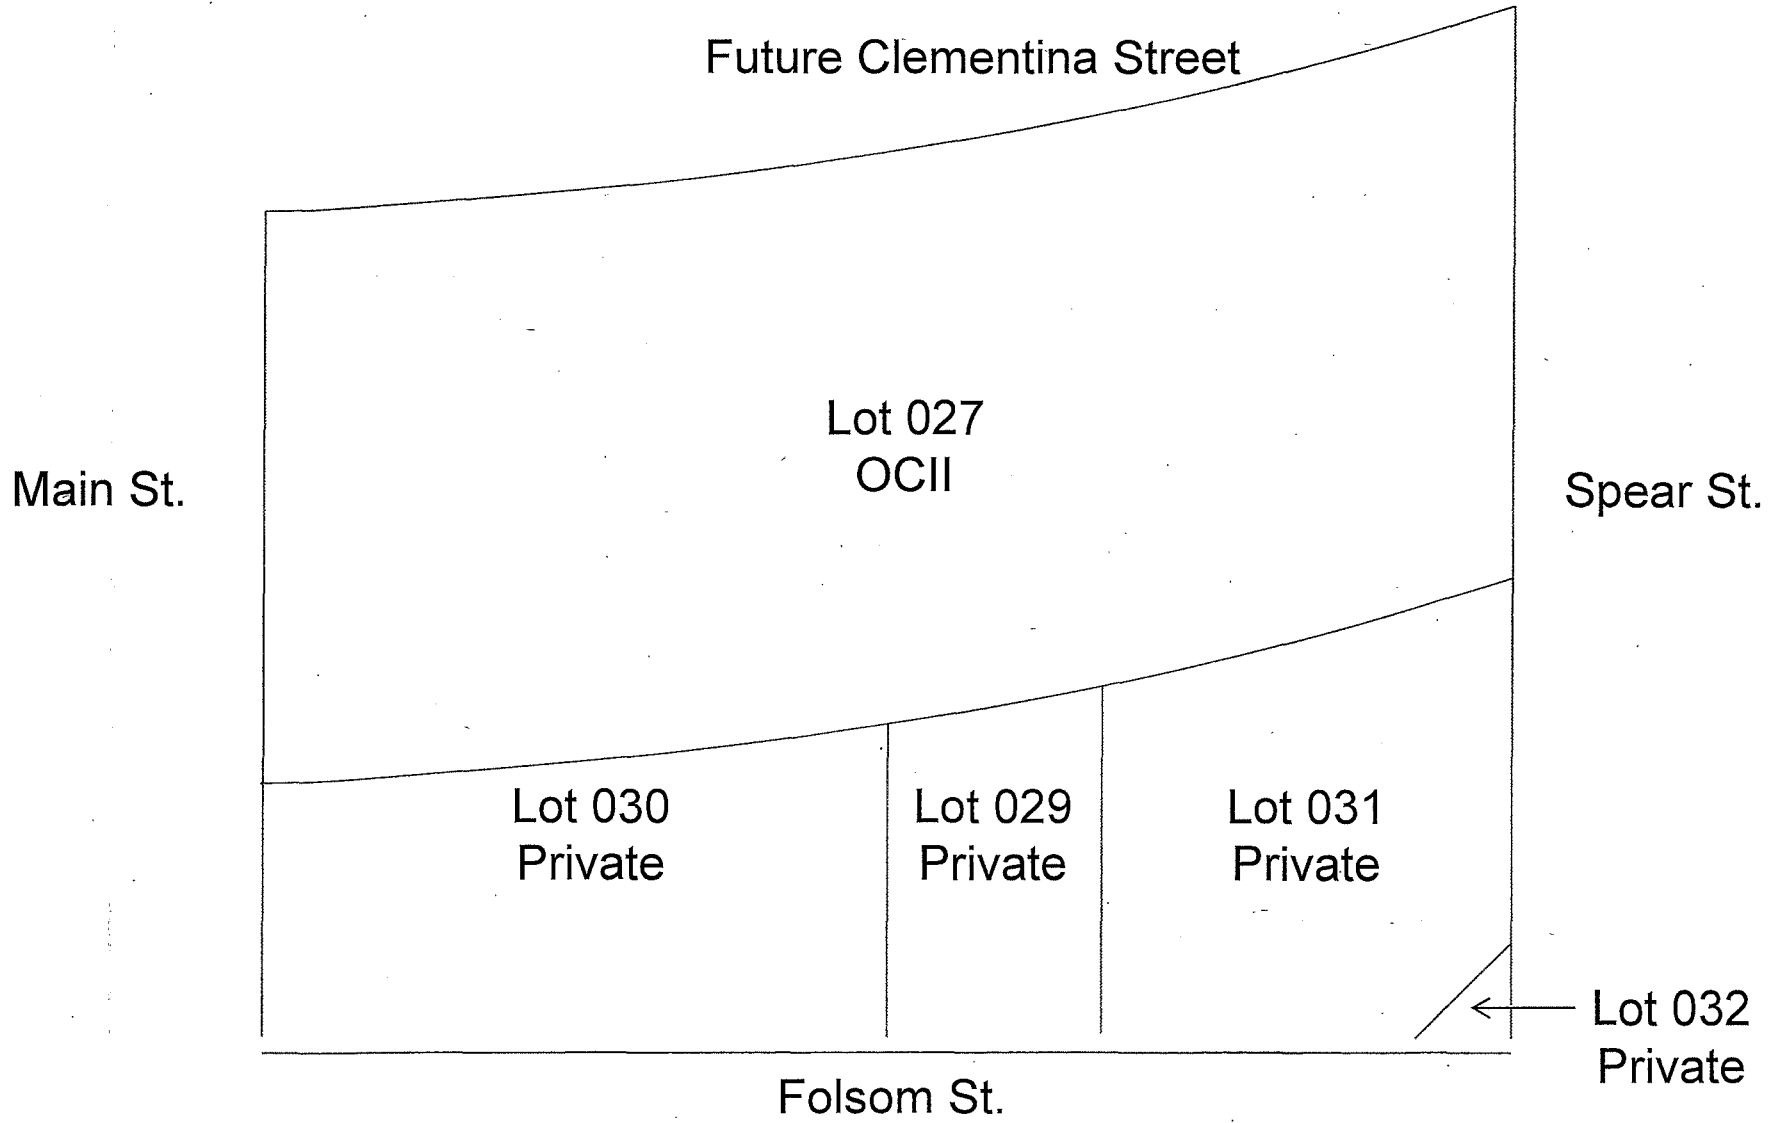 Future Clementina Street
Lot 027
OCII
Main St.
Spear St.
Lot 030
Private
Lot 029
Private
Lot 031
Private
Lot 032
Private
Folsom St.